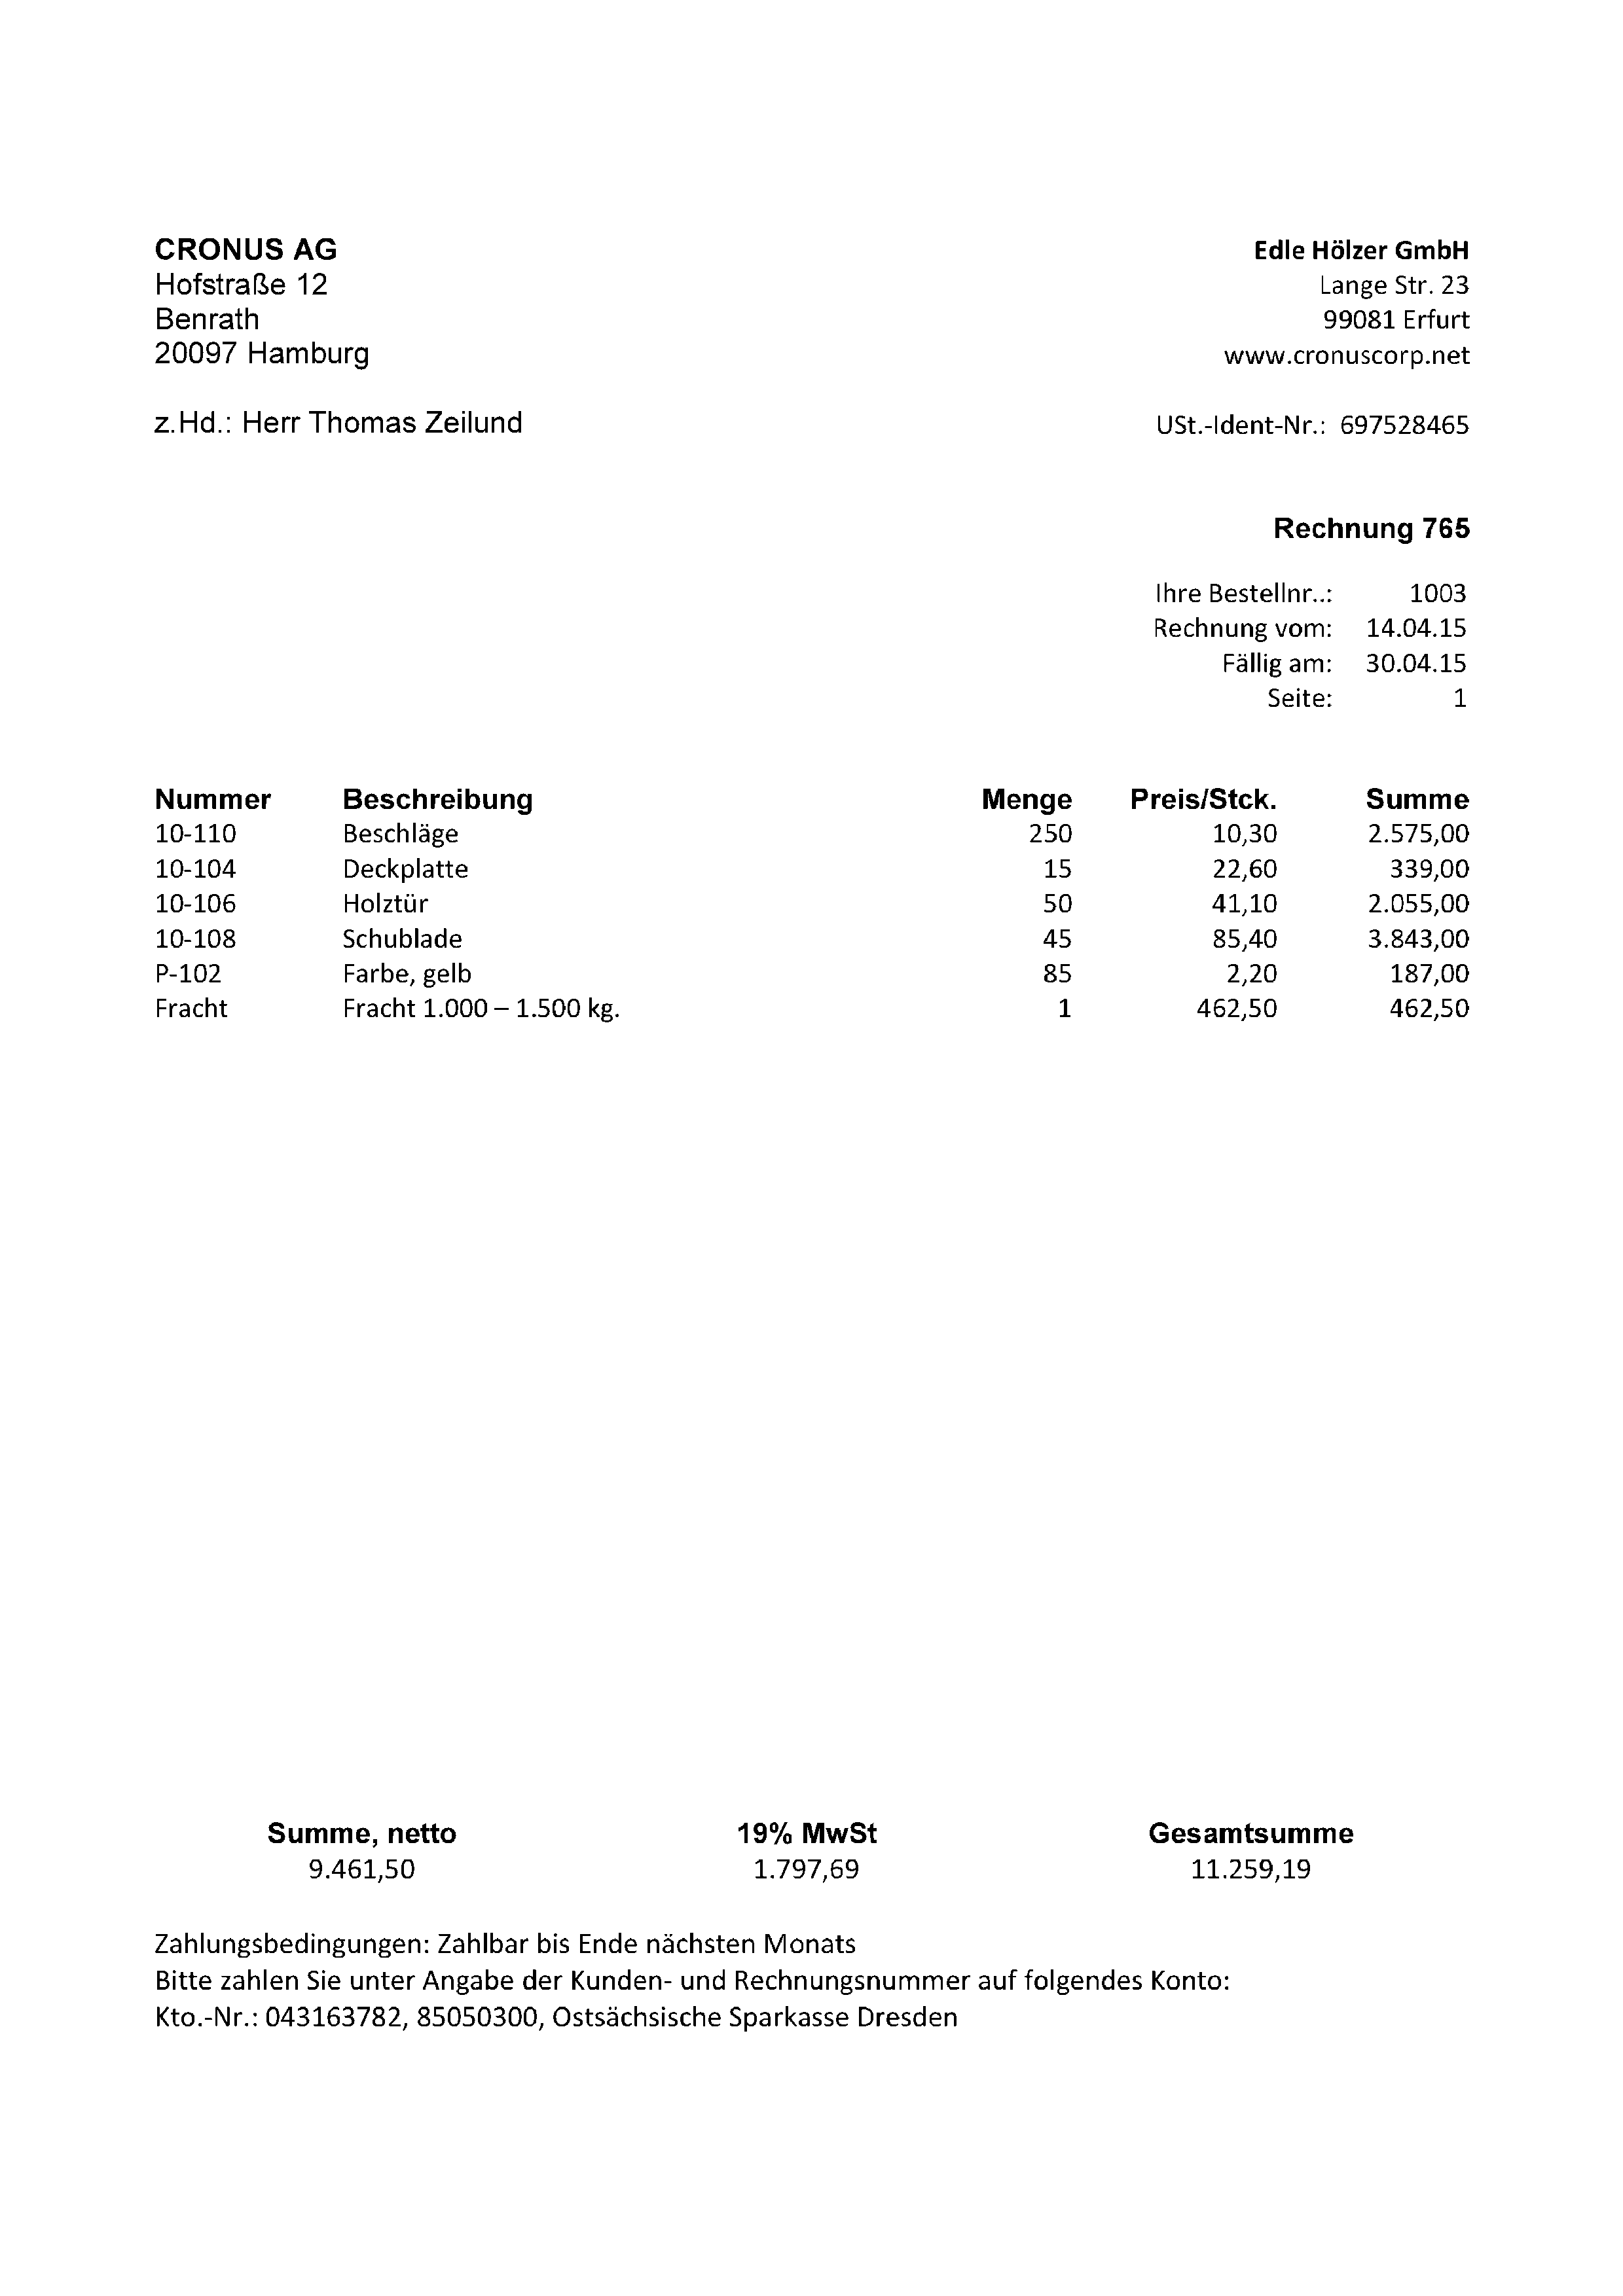 CRONUS AG
Hofstraße 12
Benrath
20097 Hamburg
z.Hd.: Herr Thomas Zeilund
Edle Hölzer GmbH
Lange Str. 23
99081 Erfurt
www.cronuscorp.net
USt.-Ident-Nr.: 697528465
Rechnung 765
Ihre Bestellnr..: 1003
Rechnung vom: 14.04.15
Fällig am: 30.04.15
Seite: 1
Nummer Beschreibung Menge Preis/Stck. Summe
10-110 Beschläge 250 10,30 2.575,00
10-104 Deckplatte 15 22,60 339,00
10-106 Holztür 50 41,10 2.055,00
10-108 Schublade 45 85,40 3.843,00
P-102 Farbe, gelb 85 2,20 187,00
Fracht Fracht 1.000 – 1.500 kg. 1 462,50 462,50
Summe, netto 19% MwSt Gesamtsumme
9.461,50 1.797,69 11.259,19
Zahlungsbedingungen: Zahlbar bis Ende nächsten Monats
Bitte zahlen Sie unter Angabe der Kunden- und Rechnungsnummer auf folgendes Konto:
Kto.-Nr.: 043163782, 85050300, Ostsächsische Sparkasse Dresden